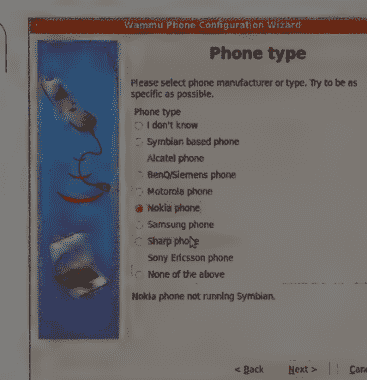 Wammu Phone Configuration Wizard
Phone type
Please select phone manufacturer or type. Try to be as
specific as possible.
Phone type
I don't know
Symbian based phone
Alcatel phone
BenQ/Siemens phone
Motorola phone
Nokia phone
Samsung phone
Sharp phone
Sony Ericsson phone
None of the above
Nokia phone not running Symbian.
< Back Next > Canc